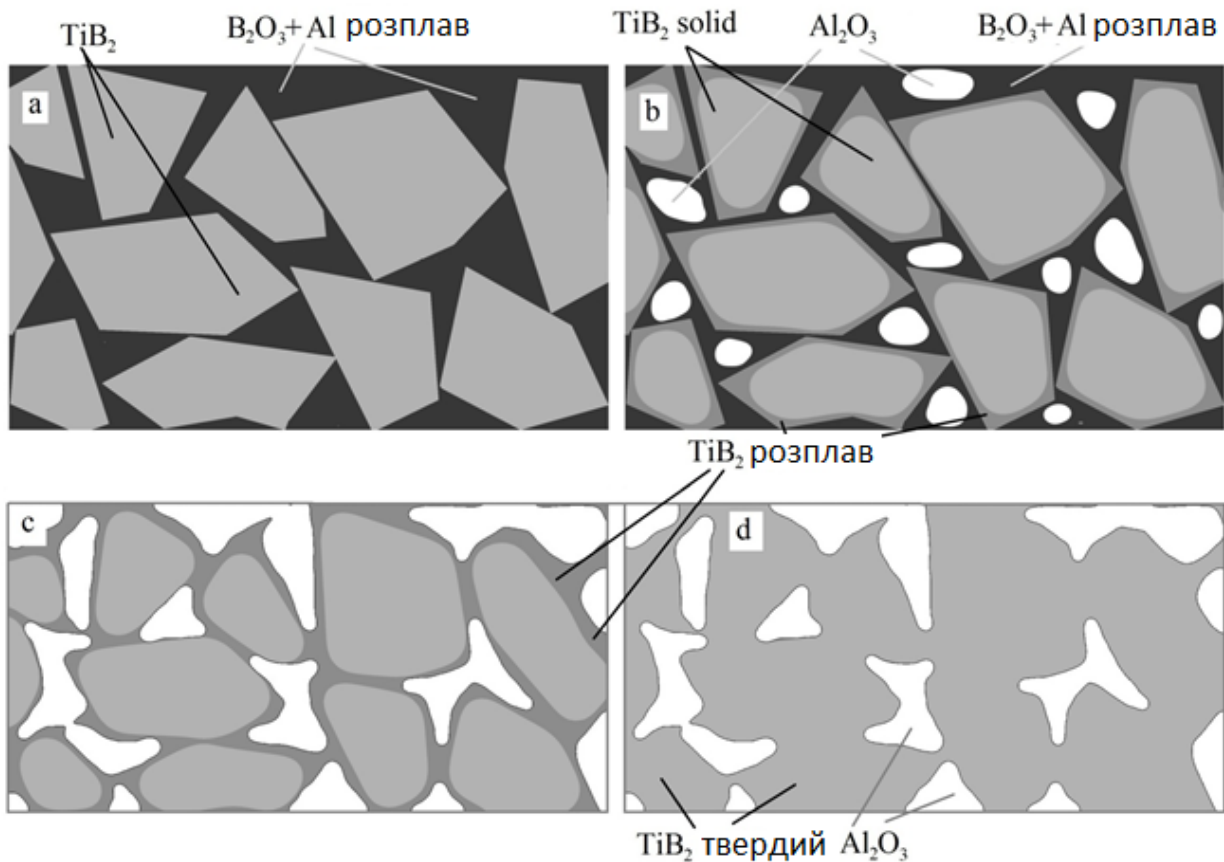 TiB₂ B₂O₃+Al розплав TiB₂ solid Al₂O₃ B₂O₃+Al розплав
a b
TiB₂ розплав
c d
TiB₂ твердий Al₂O₃